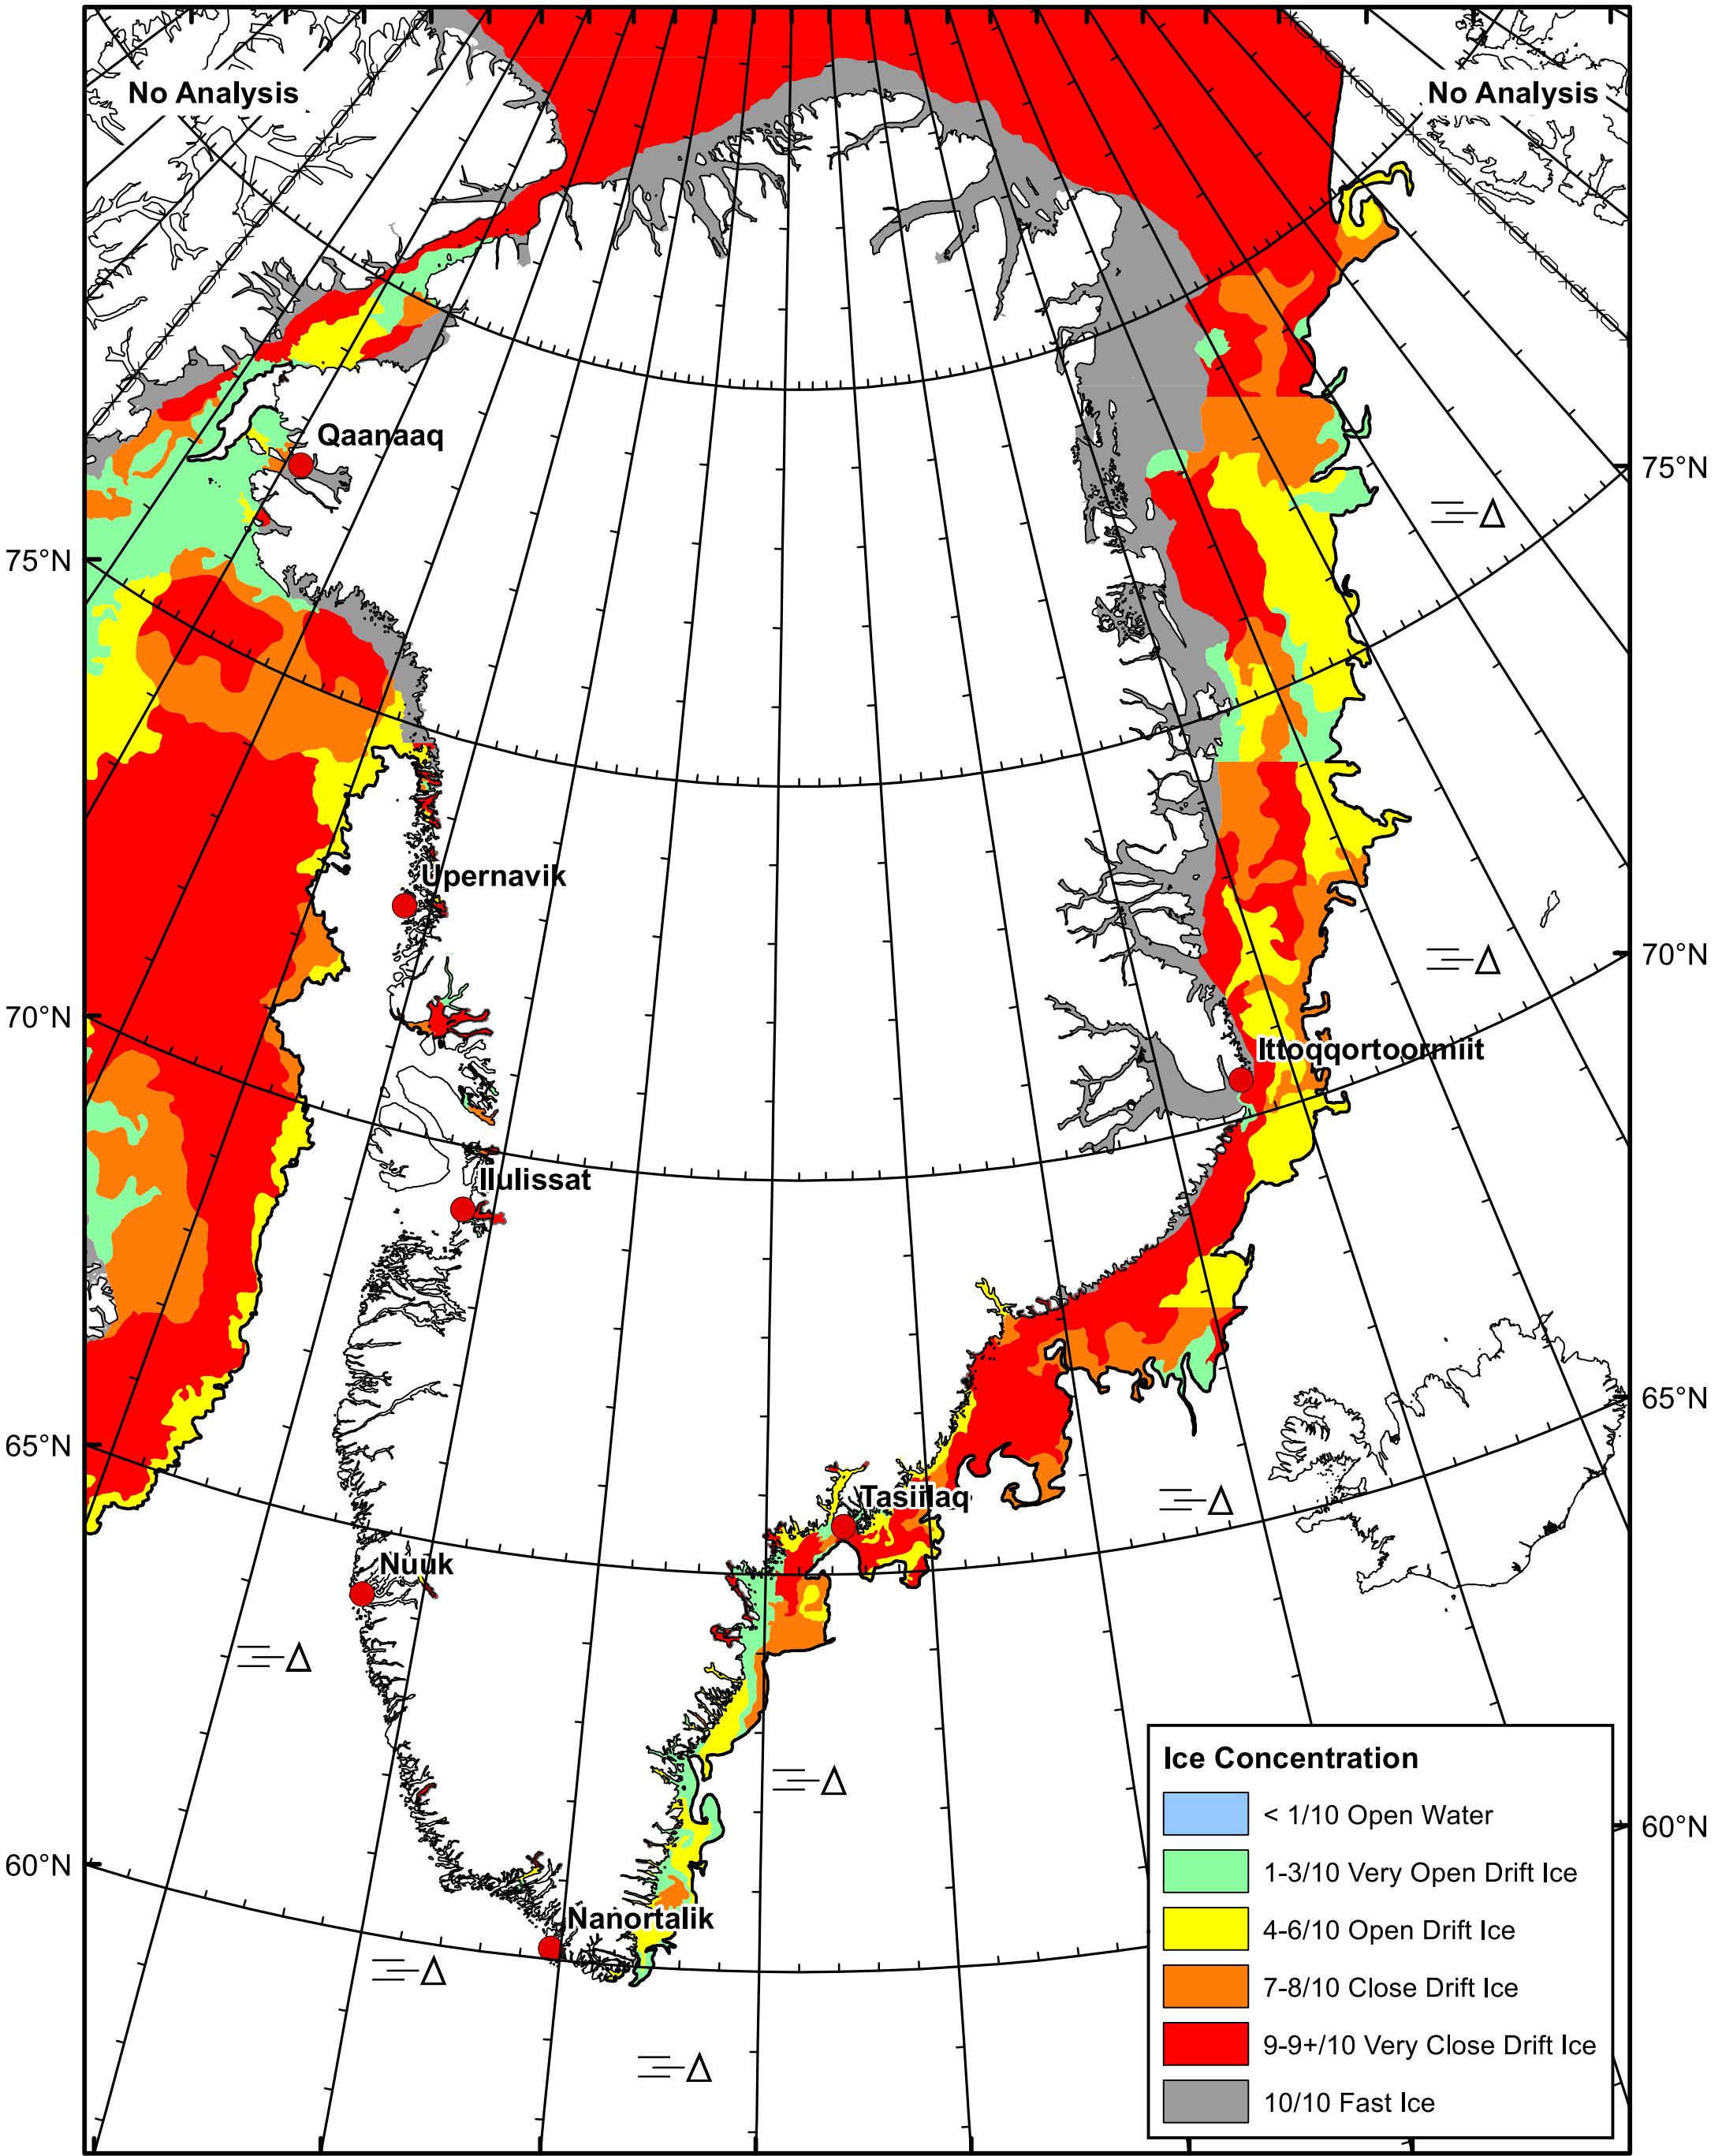 No Analysis
No Analysis
Qaanaaq
75°N
75°N
Upernavik
70°N
70°N
Ittoqqortoormiit
Ilulissat
65°N
65°N
Tasiilaq
Nuuk
60°N
60°N
Nanortalik
Ice Concentration
< 1/10 Open Water
1-3/10 Very Open Drift Ice
4-6/10 Open Drift Ice
7-8/10 Close Drift Ice
9-9+/10 Very Close Drift Ice
10/10 Fast Ice